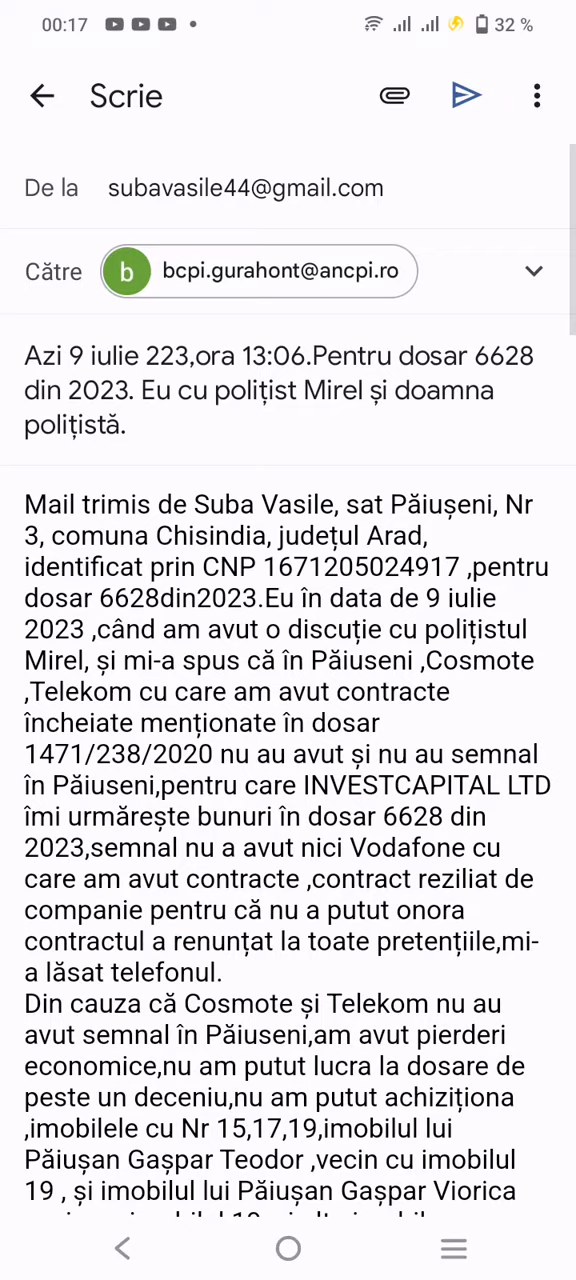 00:17
32 %
Scrie
De la subavasile44@gmail.com
Către b bcpi.gurahont@ancpi.ro
Azi 9 iulie 223,ora 13:06.Pentru dosar 6628
din 2023. Eu cu polițist Mirel și doamna
polițistă.
Mail trimis de Suba Vasile, sat Păiușeni, Nr
3, comuna Chisindia, județul Arad,
identificat prin CNP 1671205024917 ,pentru
dosar 6628din2023.Eu în data de 9 iulie
2023 ,când am avut o discuție cu polițistul
Mirel, și mi-a spus că în Păiuseni ,Cosmote
,Telekom cu care am avut contracte
încheiate menționate în dosar
1471/238/2020 nu au avut și nu au semnal
în Păiuseni,pentru care INVESTCAPITAL LTD
îmi urmărește bunuri în dosar 6628 din
2023,semnal nu a avut nici Vodafone cu
care am avut contracte ,contract reziliat de
companie pentru că nu a putut onora
contractul a renunțat la toate pretențiile,mi-
a lăsat telefonul.
Din cauza că Cosmote și Telekom nu au
avut semnal în Păiuseni,am avut pierderi
economice,nu am putut lucra la dosare de
peste un deceniu,nu am putut achiziționa
,imobilele cu Nr 15,17,19,imobilul lui
Păiușan Gașpar Teodor ,vecin cu imobilul
19 , și imobilul lui Păiușan Gașpar Viorica